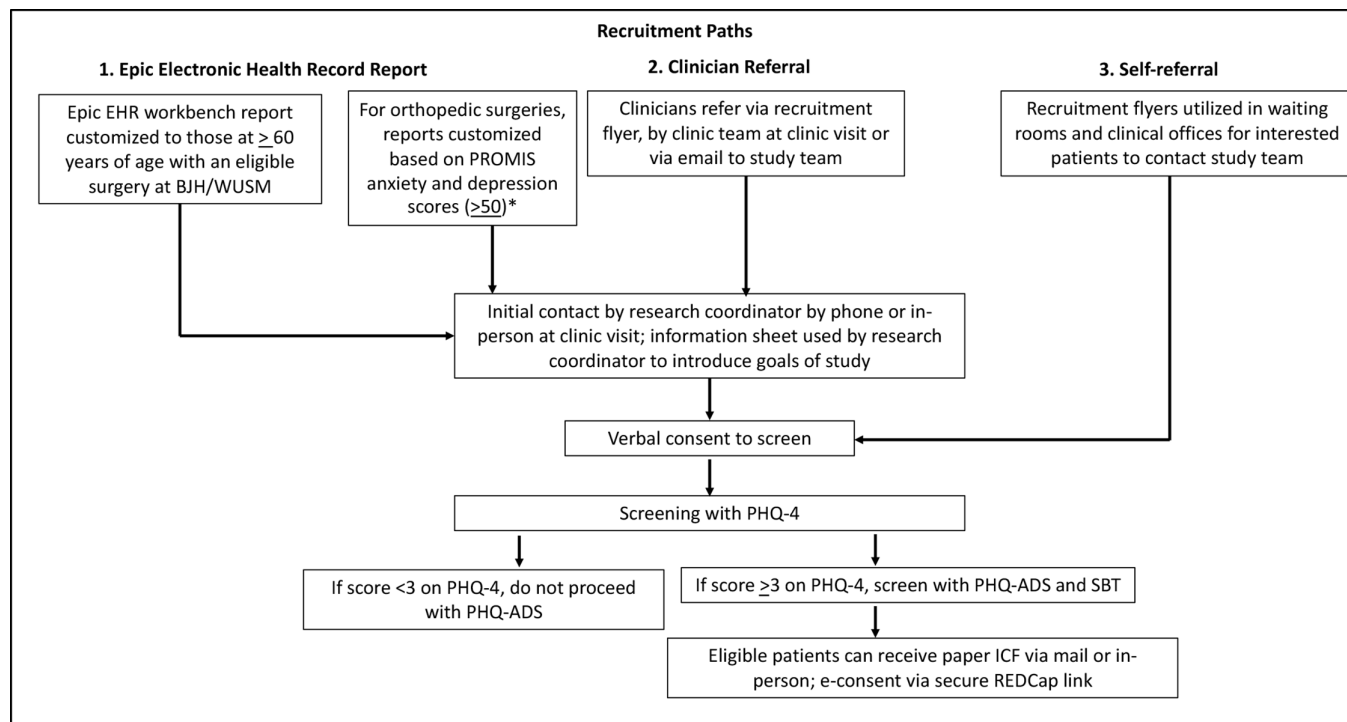 Recruitment Paths
1. Epic Electronic Health Record Report
2. Clinician Referral
3. Self-referral
Epic EHR workbench report
customized to those at > 60
years of age with an eligible
surgery at BJH/WUSM
For orthopedic surgeries,
reports customized
based on PROMIS
anxiety and depression
scores (>50)*
Clinicians refer via recruitment
flyer, by clinic team at clinic visit or
via email to study team
Recruitment flyers utilized in waiting
rooms and clinical offices for interested
patients to contact study team
Initial contact by research coordinator by phone or in-
person at clinic visit; information sheet used by research
coordinator to introduce goals of study
Verbal consent to screen
Screening with PHQ-4
If score <3 on PHQ-4, do not proceed
with PHQ-ADS
If score >3 on PHQ-4, screen with PHQ-ADS and SBT
Eligible patients can receive paper ICF via mail or in-
person; e-consent via secure REDCap link